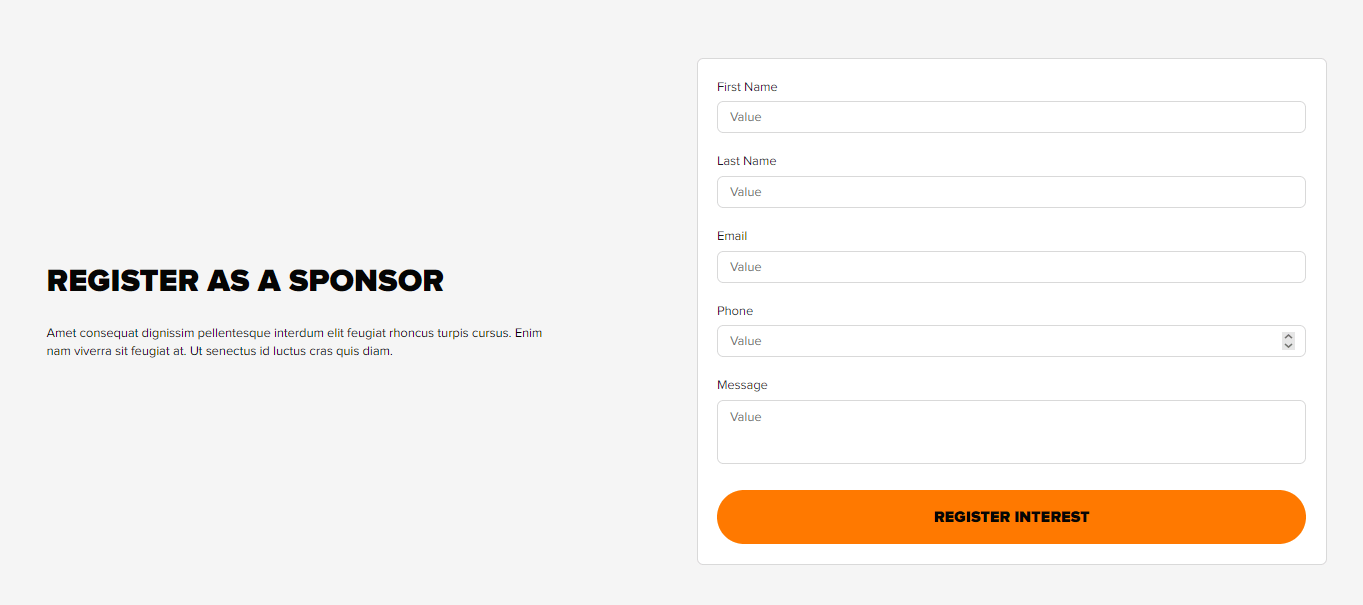 REGISTER AS A SPONSOR
Amet consequat dignissim pellentesque interdum elit feugiat rhoncus turpis cursus. Enim
nam viverra sit feugiat at. Ut senectus id luctus cras quis diam.
First Name
Value
Last Name
Value
Email
Value
Phone
Value
Message
Value
REGISTER INTEREST